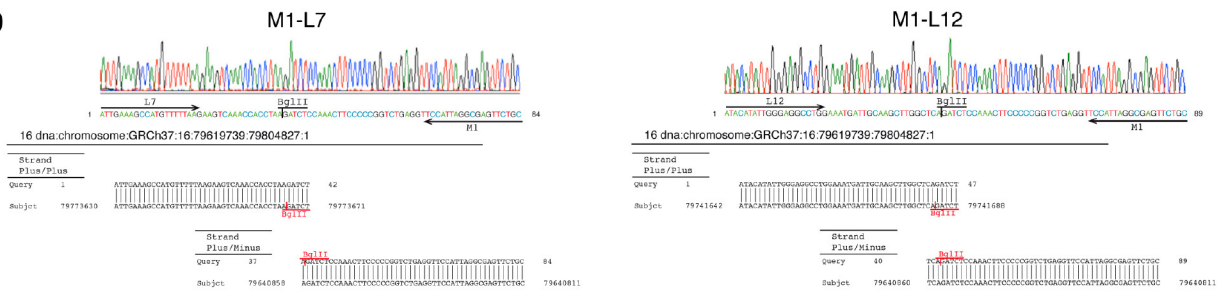 M1-L7
L7 BglII
1 ATTGAAAGCCATGTTTTTAAGAAGTCAAACCACCTAAGATCTCCAAACTTCCCCCGGTCTGAGGTTCCATTAGGCGAGTTCTGC 84
M1
16 dna:chromosome:GRCh37:16:79619739:79804827:1
Strand
Plus/Plus
Query 1 ATTGAAAGCCATGTTTTTAAGAAGTCAAACCACCTAAGATCT 42
Subjct 79773630 ATTGAAAGCCATGTTTTTAAGAAGTCAAACCACCTAAGATCT 79773671
BglII
Strand
Plus/Minus
BglII
Query 37 AGATCTCCAAACTTCCCCCGGTCTGAGGTTCCATTAGGCGAGTTCTGC 84
Subjct 79640858 AGATCTCCAAACTTCCCCCGGTCTGAGGTTCCATTAGGCGAGTTCTGC 79640811
M1-L12
L12 BglII
1 ATACATATTGGGAGGCCTGGAAATGATTGCAAGCTTGGCTCAGATCTCCAAACTTCCCCCGGTCTGAGGTTCCATTAGGCGAGTTCTGC 89
M1
16 dna:chromosome:GRCh37:16:79619739:79804827:1
Strand
Plus/Plus
Query 1 ATACATATTGGGAGGCCTGGAAATGATTGCAAGCTTGGCTCAGATCT 47
Subjct 79741642 ATACATATTGGGAGGCCTGGAAATGATTGCAAGCTTGGCTCAGATCT 79741688
BglII
Strand
Plus/Minus
BglII
Query 40 TCAGATCTCCAAACTTCCCCCGGTCTGAGGTTCCATTAGGCGAGTTCTGC 89
Subjct 79640860 TCAGATCTCCAAACTTCCCCCGGTCTGAGGTTCCATTAGGCGAGTTCTGC 79640811